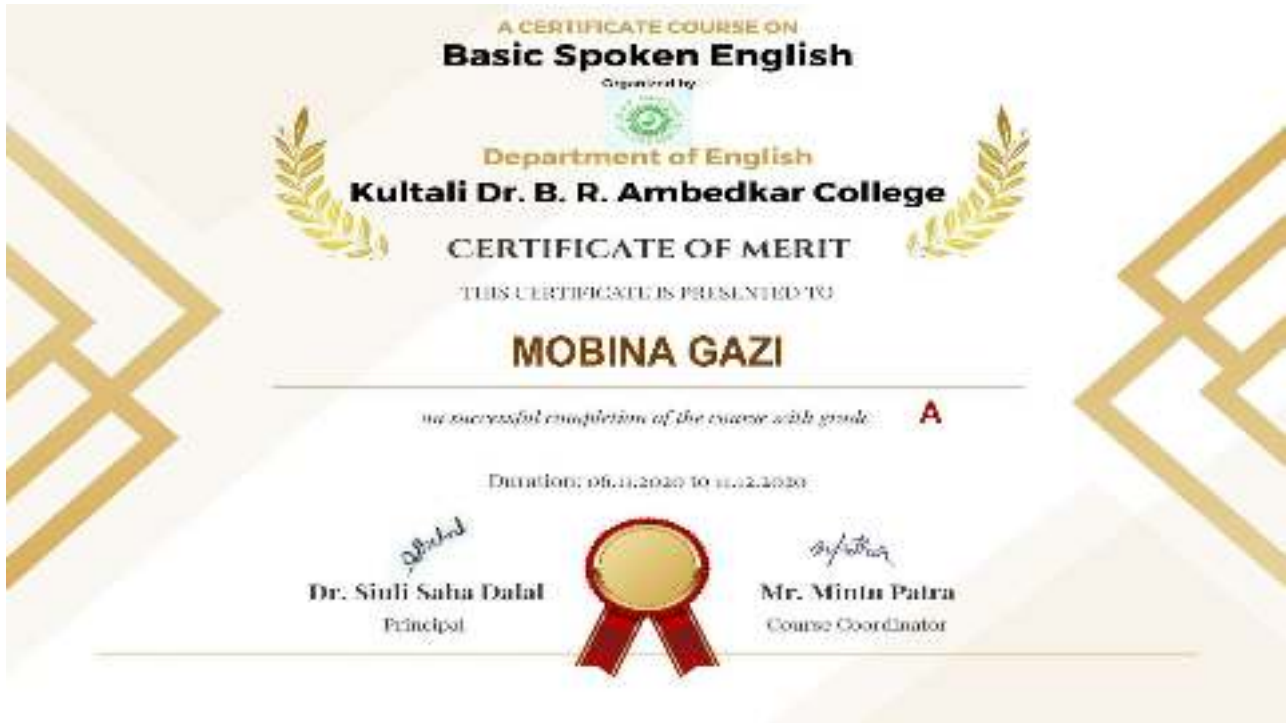 A CERTIFICATE COURSE ON
Basic Spoken English
Organized by
Department of English
Kultali Dr. B. R. Ambedkar College
CERTIFICATE OF MERIT
THIS CERTIFICATE IS PRESENTED TO
MOBINA GAZI
on successful completion of the course with grade A
Duration: 06.11.2020 to 11.12.2020
Dr. Siuli Saha Dalal
Principal
Mr. Mintu Patra
Course Coordinator